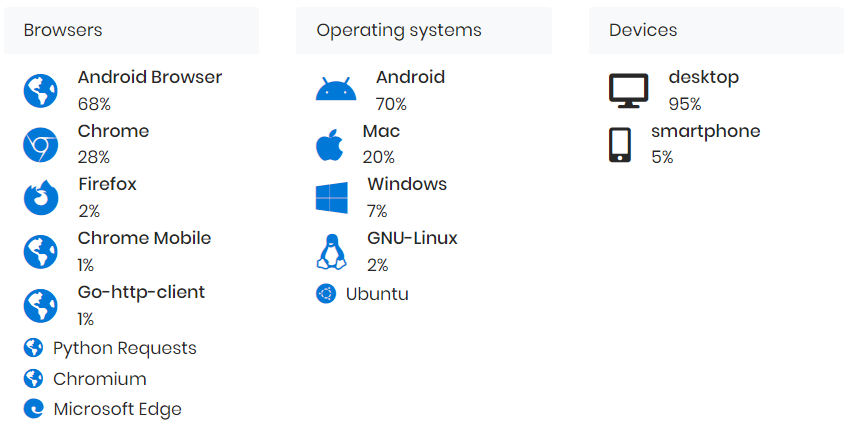 Browsers
Android Browser
68%
Chrome
28%
Firefox
2%
Chrome Mobile
1%
Go-http-client
1%
Python Requests
Chromium
Microsoft Edge
Operating systems
Android
70%
Mac
20%
Windows
7%
GNU-Linux
2%
Ubuntu
Devices
desktop
95%
smartphone
5%